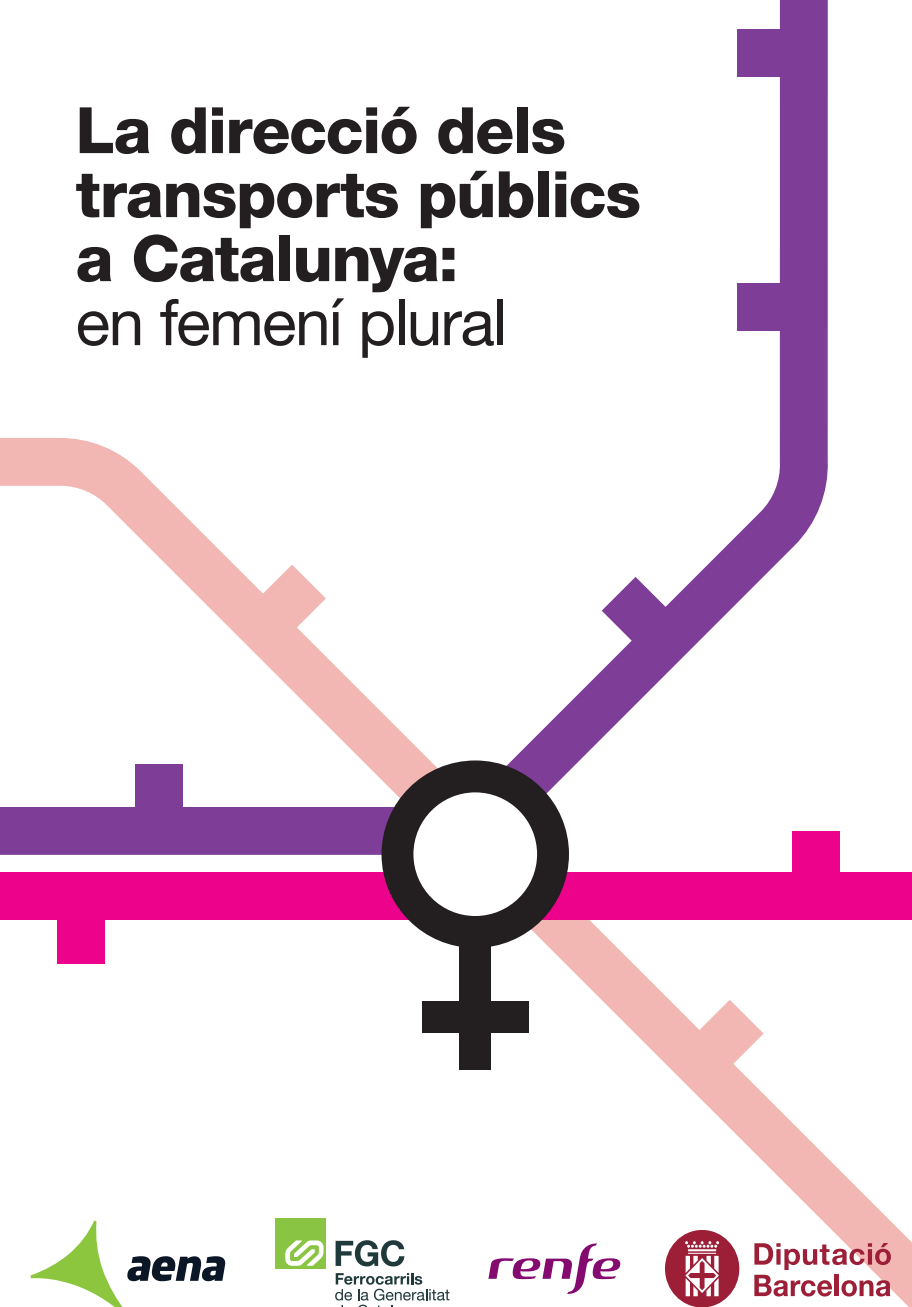 La direcció dels
transports públics
a Catalunya:
en femení plural
aena
FGC
Ferrocarrils
de la Generalitat
renfe
Diputació
Barcelona